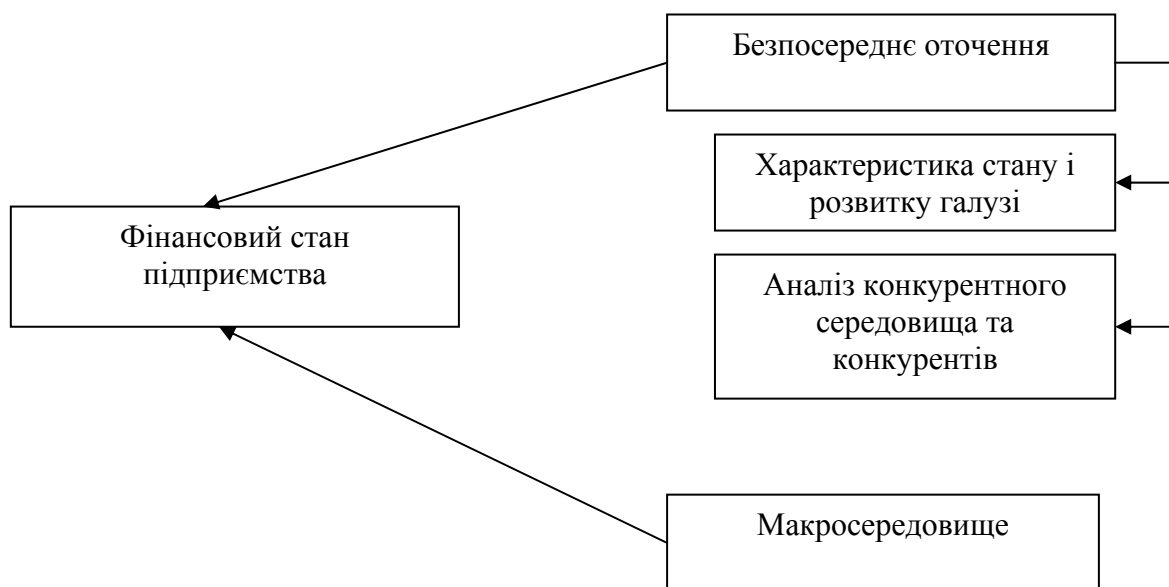 Безпосереднє оточення
Характеристика стану і
розвитку галузі
Фінансовий стан
підприємства
Аналіз конкурентного
середовища та
конкурентів
Макросередовище